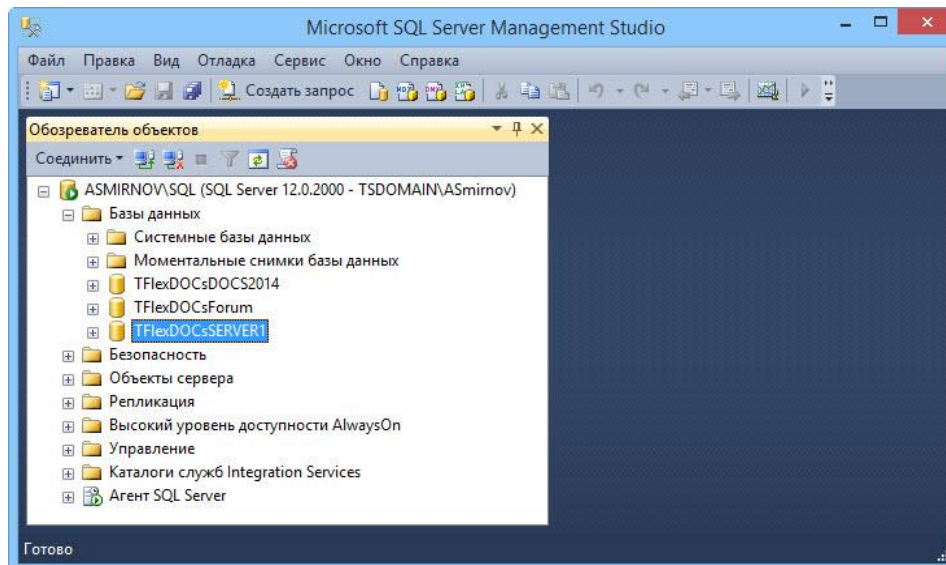 Microsoft SQL Server Management Studio
Файл Правка Вид Отладка Сервис Окно Справка
Создать запрос
Обозреватель объектов
Соединить
ASMIRNOV\SQL (SQL Server 12.0.2000 - TSDOMAIN\ASmirnov)
Базы данных
Системные базы данных
Моментальные снимки базы данных
TFlexDOCsDOCS2014
TFlexDOCsForum
TFlexDOCsSERVER1
Безопасность
Объекты сервера
Репликация
Высокий уровень доступности AlwaysOn
Управление
Каталоги служб Integration Services
Агент SQL Server
Готово